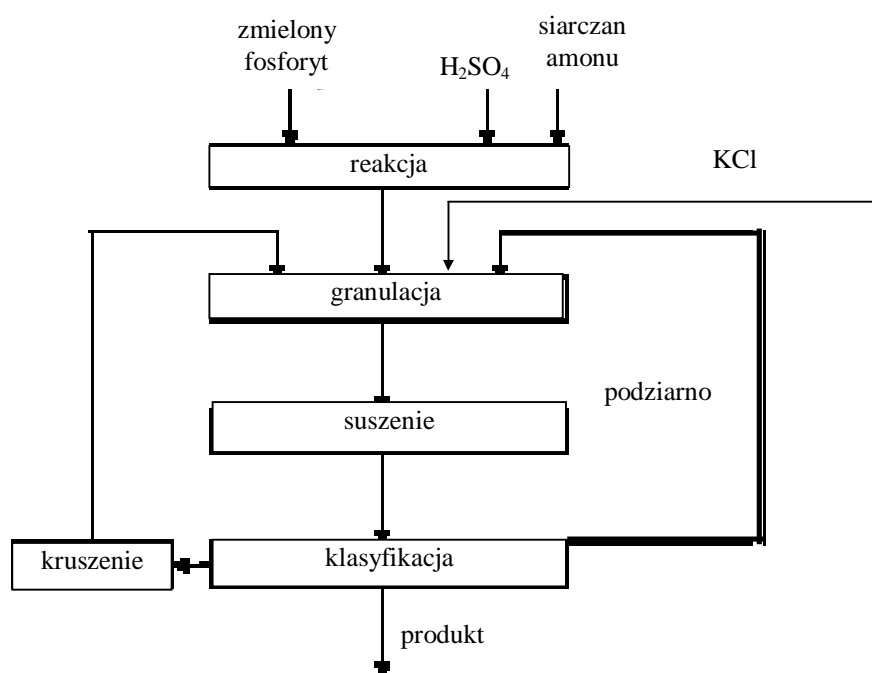 zmielony
fosforyt
H₂SO₄
siarczan
amonu
reakcja
KCl
granulacja
podziarno
suszenie
kruszenie
klasyfikacja
produkt